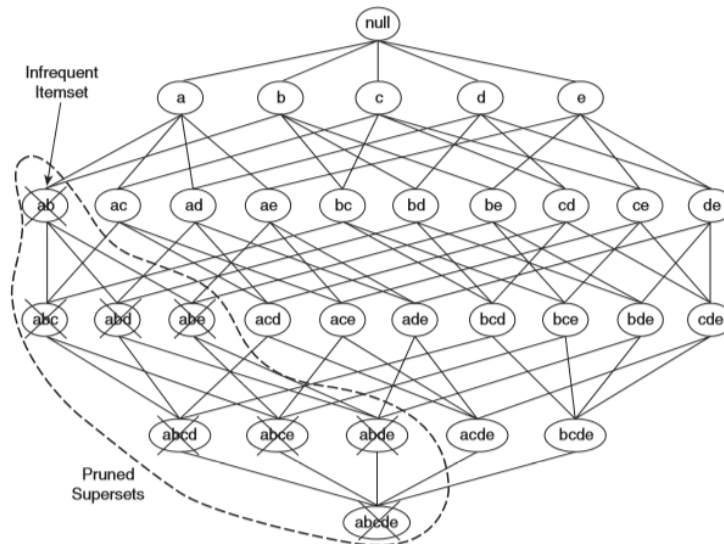 null
Infrequent
Itemset
a b c d e
ab ac ad ae bc bd be cd ce de
abc abd abe acd ace ade bcd bce bde cde
abcd abce abde acde bcde
Pruned
Supersets
abcde